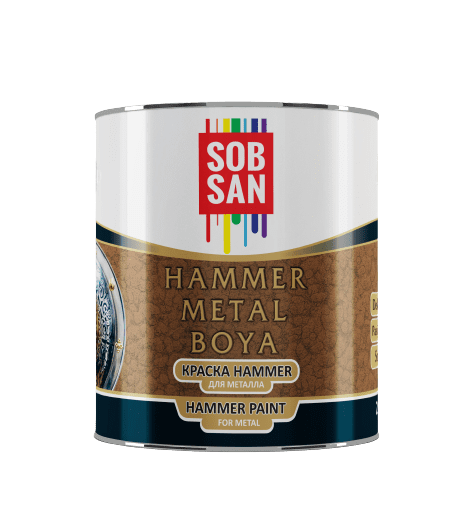 SOB
SAN
HAMMER
METAL
BOYA
КРАСКА HAMMER
ДЛЯ МЕТАЛЛА
HAMMER PAINT
FOR METAL